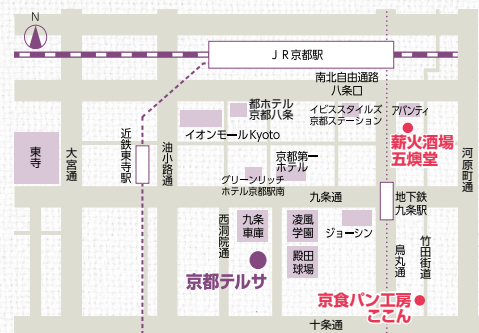 N
JR京都駅
南北自由通路
八条口
都ホテル
京都八条
イビススタイルズ
京都ステーション
アバンティ
イオンモールKyoto
薪火酒場
五燠堂
東寺
大宮通
近鉄東寺駅
油小路通
京都第一
ホテル
グリーンリッチ
ホテル京都駅南
河原町通
九条通
地下鉄
九条駅
西洞院通
九条
車庫
凌風
学園
ジョーシン
殿田
球場
烏丸通
竹田街道
京都テルサ
京食パン工房
ここん
十条通